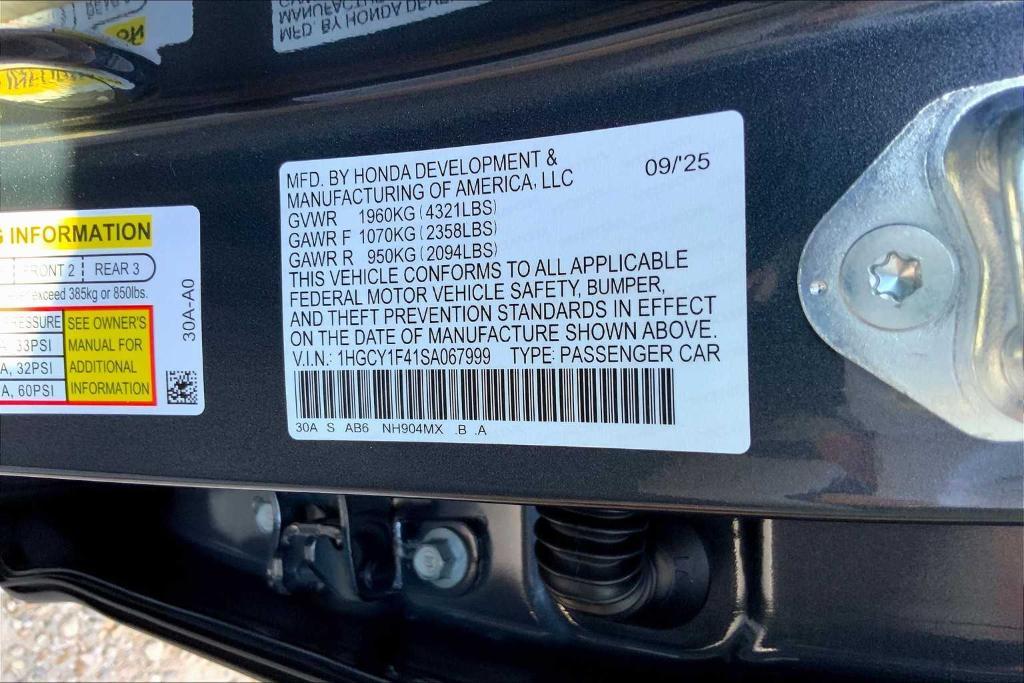 MFD. BY HONDA DEVELOPMENT &
MANUFACTURING OF AMERICA, LLC
09/'25
GVWR 1960KG (4321LBS)
GAWR F 1070KG (2358LBS)
GAWR R 950KG (2094LBS)
THIS VEHICLE CONFORMS TO ALL APPLICABLE
FEDERAL MOTOR VEHICLE SAFETY, BUMPER,
AND THEFT PREVENTION STANDARDS IN EFFECT
ON THE DATE OF MANUFACTURE SHOWN ABOVE.
V.I.N.: 1HGCY1F41SA067999 TYPE: PASSENGER CAR
30A S AB6 NH904MX .B .A
INFORMATION
FRONT 2 REAR 3
exceed 385kg or 850lbs.
PRESSURE
33PSI
A, 32PSI
A, 60PSI
SEE OWNER'S
MANUAL FOR
ADDITIONAL
INFORMATION
30A-A0